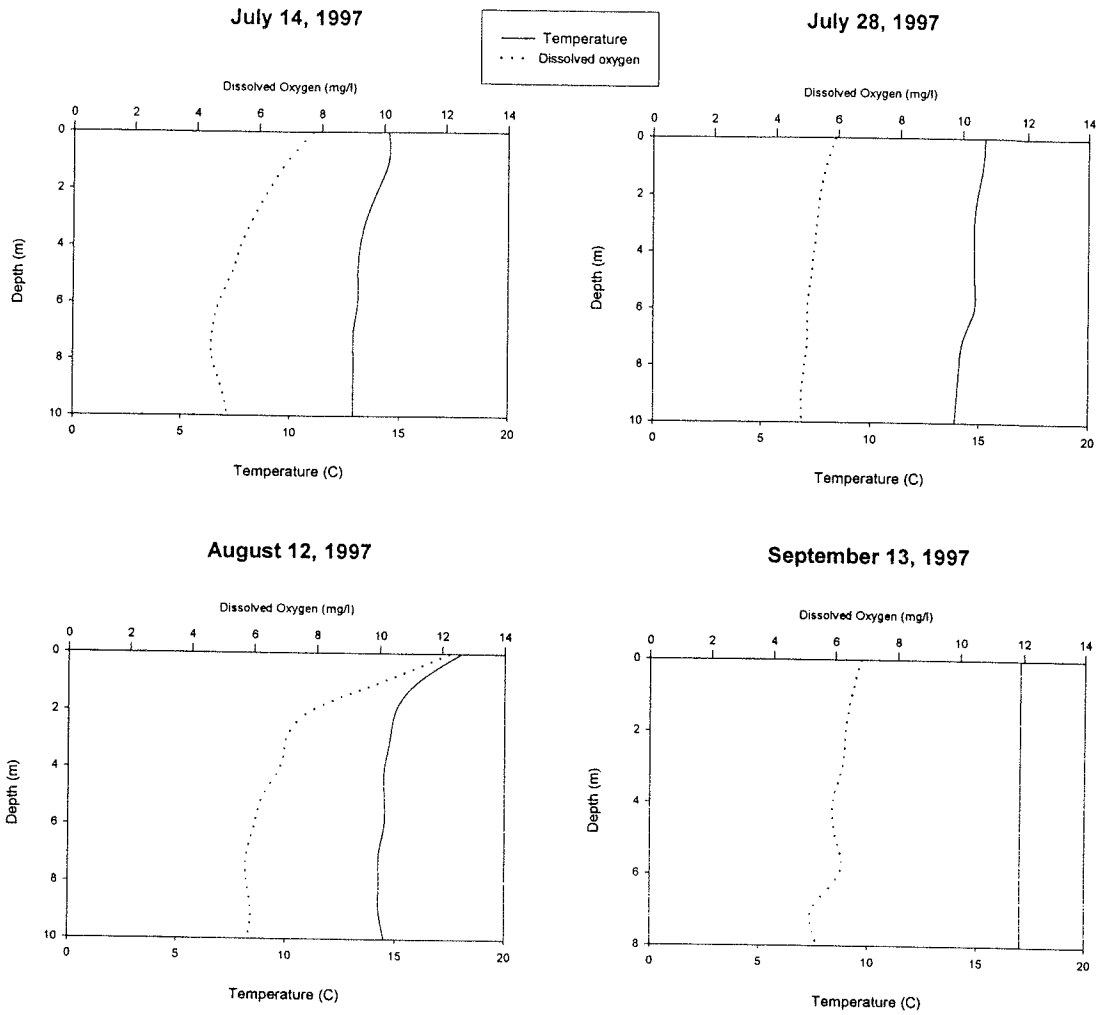 July 14, 1997
Temperature
Dissolved oxygen
July 28, 1997
Dissolved Oxygen (mg/l)
0 2 4 6 8 10 12 14
0
2
4
6
8
10
Depth (m)
0 5 10 15 20
Temperature (C)
Dissolved Oxygen (mg/l)
0 2 4 6 8 10 12 14
0
2
4
6
8
10
Depth (m)
0 5 10 15 20
Temperature (C)
August 12, 1997
Dissolved Oxygen (mg/l)
0 2 4 6 8 10 12 14
0
2
4
6
8
10
Depth (m)
0 5 10 15 20
Temperature (C)
September 13, 1997
Dissolved Oxygen (mg/l)
0 2 4 6 8 10 12 14
0
2
4
6
8
Depth (m)
0 5 10 15 20
Temperature (C)